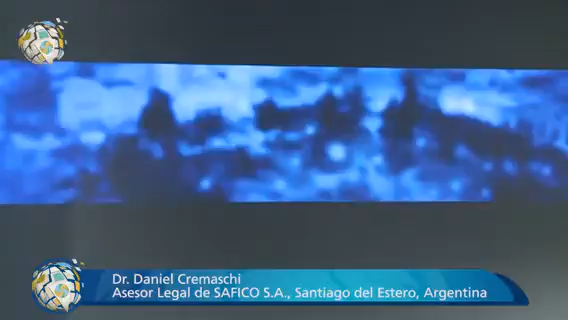 Dr. Daniel Cremaschi
Asesor Legal de SAFICO S.A., Santiago del Estero, Argentina